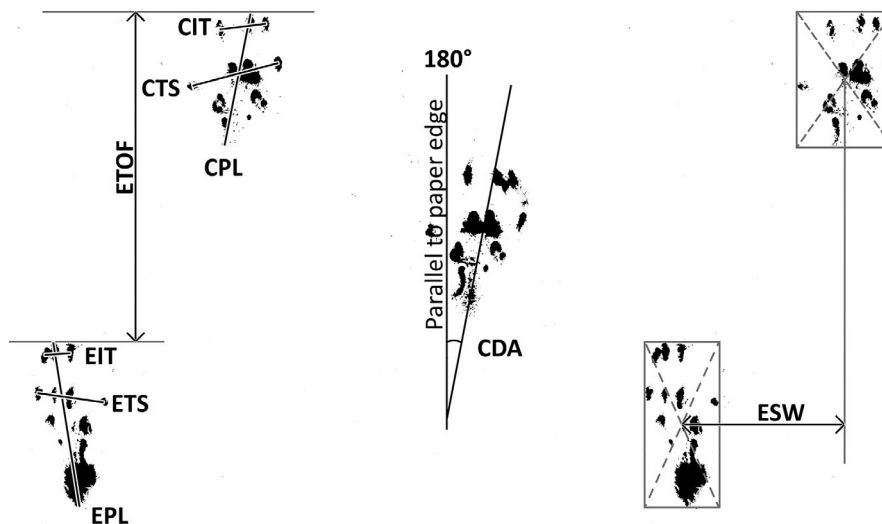 CIT
CTS
CPL
ETOF
180°
Parallel to paper edge
CDA
EIT
ETS
EPL
ESW